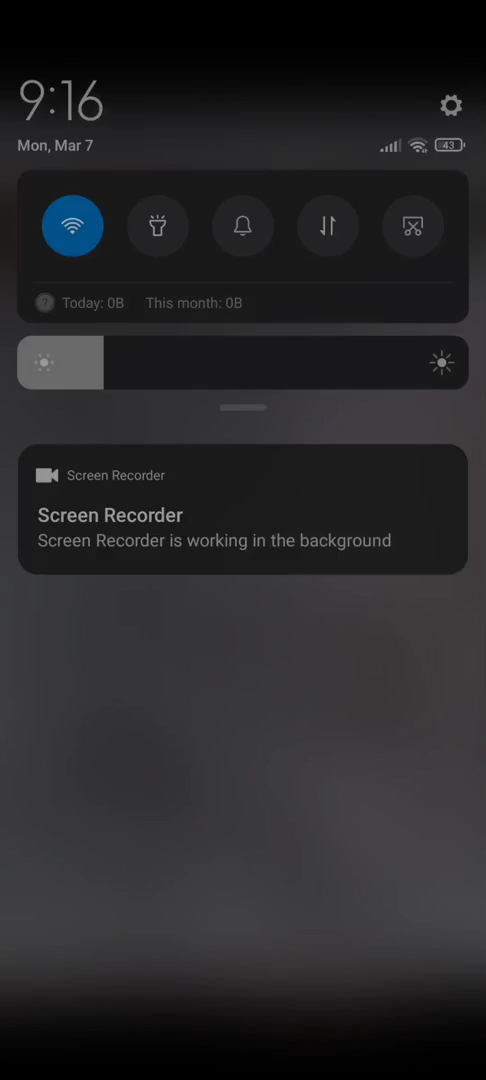 9:16
Mon, Mar 7
43
Today: 0B This month: 0B
Screen Recorder
Screen Recorder
Screen Recorder is working in the background